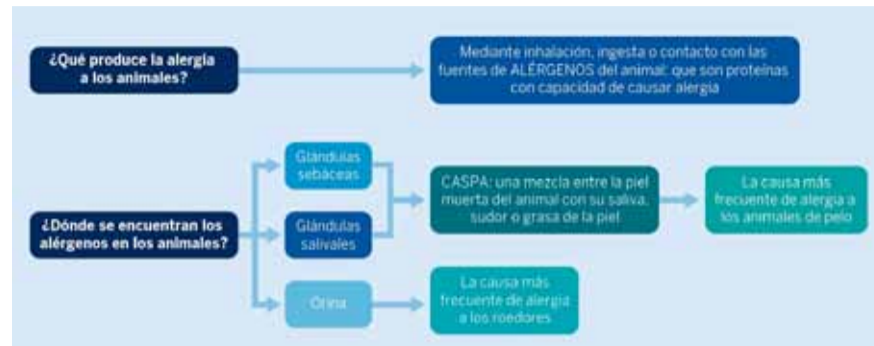 ¿Qué produce la alergia
a los animales?
Mediante inhalación, ingesta o contacto con las
fuentes de ALÉRGENOS del animal: que son proteínas
con capacidad de causar alergia
¿Dónde se encuentran los
alérgenos en los animales?
Glándulas
sebáceas
Glándulas
salivales
Orina
CASPA: una mezcla entre la piel
muerta del animal con su saliva,
sudor o grasa de la piel
La causa más
frecuente de alergia a
los animales de pelo
La causa más
frecuente de alergia
a los roedores